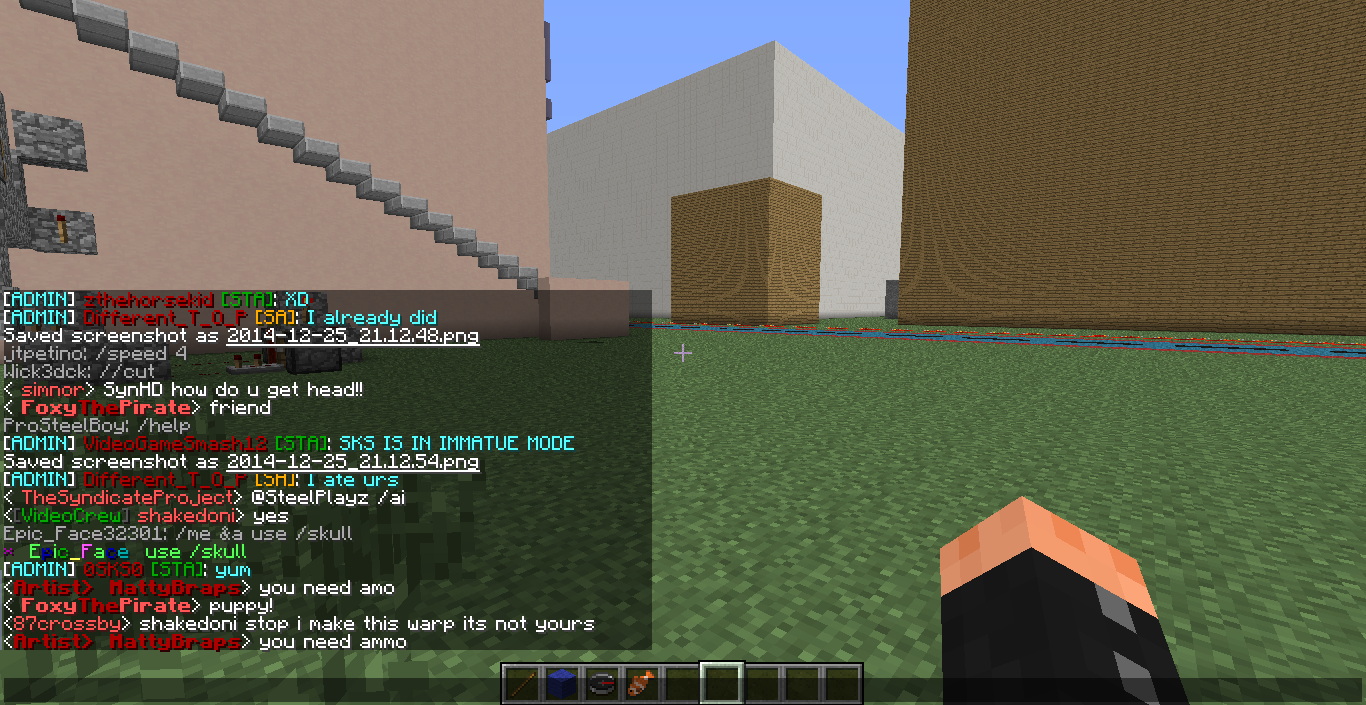 [ADMIN] zthehorsekid [STA]: XD
[ADMIN] Different_T_O_P [SA]: I already did
Saved screenshot as 2014-12-25_21.12.48.png
jtpetino: /speed 4
Wick3dck: //cut
< simnor> SynHD how do u get head!!
< FoxyThePirate> friend
ProSteelBoy: /help
[ADMIN] VideoGameSmash12 [STA]: SKS IS IN IMMATUE MODE
Saved screenshot as 2014-12-25_21.12.54.png
[ADMIN] Different_T_O_P [SA]: I ate urs
< TheSyndicateProject> @SteelPlayz /ai
<[VideoCrew] shakedoni> yes
Epic_Face32301: /me &a use /skull
* Epic_Face use /skull
[ADMIN] 0SKS0 [STA]: yum
<Artist> MattyBraps> you need amo
< FoxyThePirate> puppy!
<87crossby> shakedoni stop i make this warp its not yours
<Artist> MattyBraps> you need ammo